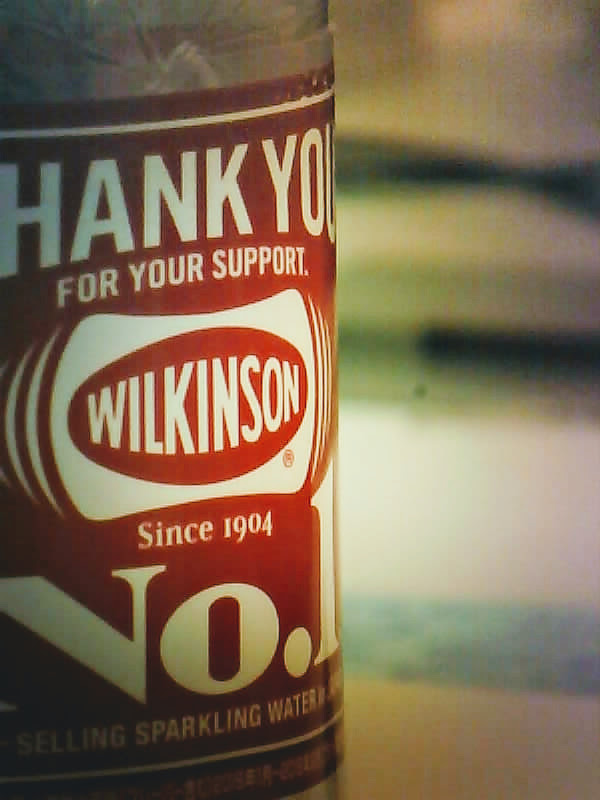 HANK YOU
FOR YOUR SUPPORT.
WILKINSON
®
Since 1904
No.1
-SELLING SPARKLING WATER